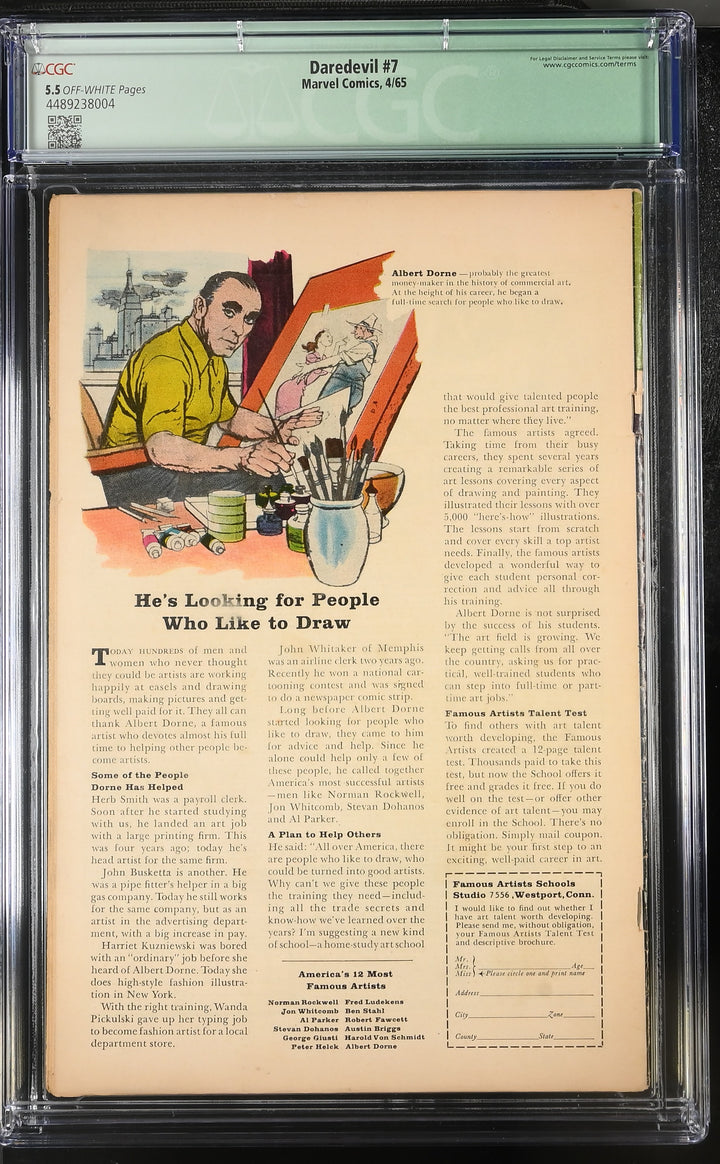 CGC
5.5 OFF-WHITE Pages
4489238004
Daredevil #7
Marvel Comics, 4/65
For Legal Disclaimer and Service Terms please visit:
www.cgccomics.com/terms
CGC
Albert Dorne — probably the greatest
money-maker in the history of commercial art.
At the height of his career, he began a
full-time search for people who like to draw.
He's Looking for People
Who Like to Draw
TODAY HUNDREDS of men and
women who never thought
they could be artists are working
happily at easels and drawing
boards, making pictures and get-
ting well paid for it. They all can
thank Albert Dorne, a famous
artist who devotes almost his full
time to helping other people be-
come artists.
Some of the People
Dorne Has Helped
Herb Smith was a payroll clerk.
Soon after he started studying
with us, he landed an art job
with a large printing firm. This
was four years ago; today he's
head artist for the same firm.
John Busketta is another. He
was a pipe fitter's helper in a big
gas company. Today he still works
for the same company, but as an
artist in the advertising depart-
ment, with a big increase in pay.
Harriet Kuzniewski was bored
with an "ordinary" job before she
heard of Albert Dorne. Today she
does high-style fashion illustra-
tion in New York.
With the right training, Wanda
Pickulski gave up her typing job
to become fashion artist for a local
department store.
John Whitaker of Memphis
was an airline clerk two years ago.
Recently he won a national car-
tooning contest and was signed
to do a newspaper comic strip.
Long before Albert Dorne
started looking for people who
like to draw, they came to him
for advice and help. Since he
alone could help only a few of
these people, he called together
America's most successful artists
—men like Norman Rockwell,
Jon Whitcomb, Stevan Dohanos
and Al Parker.
A Plan to Help Others
He said: "All over America, there
are people who like to draw, who
could be turned into good artists.
Why can't we give these people
the training they need—includ-
ing all the trade secrets and
know-how we've learned over the
years? I'm suggesting a new kind
of school—a home-study art school
America's 12 Most
Famous Artists
Norman Rockwell Fred Ludekens
Jon Whitcomb Ben Stahl
Al Parker Robert Fawcett
Stevan Dohanos Austin Briggs
George Giusti Harold Von Schmidt
Peter Helck Albert Dorne
that would give talented people
the best professional art training,
no matter where they live."
The famous artists agreed.
Taking time from their busy
careers, they spent several years
creating a remarkable series of
art lessons covering every aspect
of drawing and painting. They
illustrated their lessons with over
5,000 "here's-how" illustrations.
The lessons start from scratch
and cover every skill a top artist
needs. Finally, the famous artists
developed a wonderful way to
give each student personal cor-
rection and advice all through
his training.
Albert Dorne is not surprised
by the success of his students.
"The art field is growing. We
keep getting calls from all over
the country, asking us for prac-
tical, well-trained students who
can step into full-time or part-
time art jobs."
Famous Artists Talent Test
To find others with art talent
worth developing, the Famous
Artists created a 12-page talent
test. Thousands paid to take this
test, but now the School offers it
free and grades it free. If you do
well on the test—or offer other
evidence of art talent—you may
enroll in the School. There's no
obligation. Simply mail coupon.
It might be your first step to an
exciting, well-paid career in art.
Famous Artists Schools
Studio 7556, Westport, Conn.
I would like to find out whether I
have art talent worth developing.
Please send me, without obligation,
your Famous Artists Talent Test
and descriptive brochure.
Mr.
Mrs. Age
Miss Please circle one and print name
Address
City Zone
County State